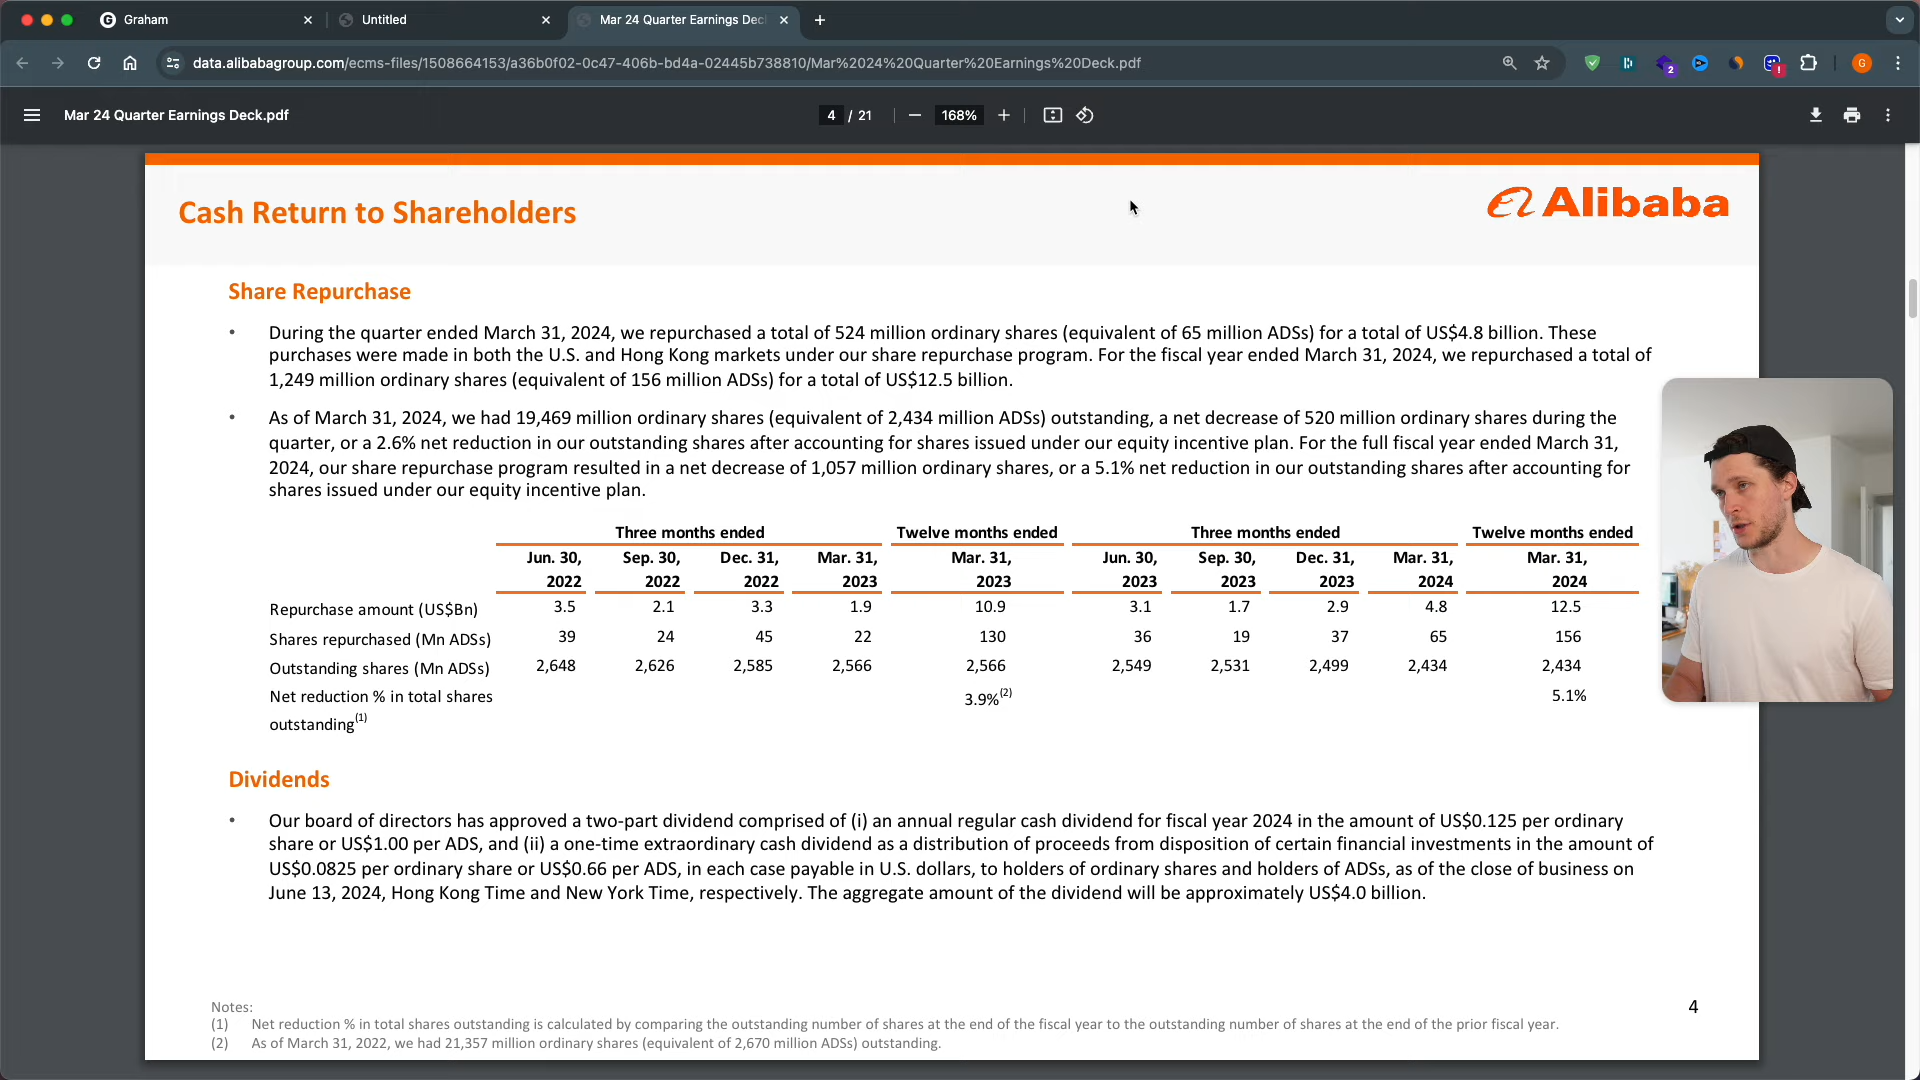 Graham
Untitled
Mar 24 Quarter Earnings Dec
data.alibabagroup.com/ecms-files/1508664153/a36b0f02-0c47-406b-bd4a-02445b738810/Mar%2024%20Quarter%20Earnings%20Deck.pdf
2
!
G
Mar 24 Quarter Earnings Deck.pdf
4 / 21
168%
Cash Return to Shareholders
Alibaba
Share Repurchase
• During the quarter ended March 31, 2024, we repurchased a total of 524 million ordinary shares (equivalent of 65 million ADSs) for a total of US$4.8 billion. These
purchases were made in both the U.S. and Hong Kong markets under our share repurchase program. For the fiscal year ended March 31, 2024, we repurchased a total of
1,249 million ordinary shares (equivalent of 156 million ADSs) for a total of US$12.5 billion.
• As of March 31, 2024, we had 19,469 million ordinary shares (equivalent of 2,434 million ADSs) outstanding, a net decrease of 520 million ordinary shares during the
quarter, or a 2.6% net reduction in our outstanding shares after accounting for shares issued under our equity incentive plan. For the full fiscal year ended March 31,
2024, our share repurchase program resulted in a net decrease of 1,057 million ordinary shares, or a 5.1% net reduction in our outstanding shares after accounting for
shares issued under our equity incentive plan.
Three months ended Twelve months ended Three months ended Twelve months ended
Jun. 30, Sep. 30, Dec. 31, Mar. 31, Mar. 31, Jun. 30, Sep. 30, Dec. 31, Mar. 31, Mar. 31,
2022 2022 2022 2023 2023 2023 2023 2023 2024 2024
Repurchase amount (US$Bn) 3.5 2.1 3.3 1.9 10.9 3.1 1.7 2.9 4.8 12.5
Shares repurchased (Mn ADSs) 39 24 45 22 130 36 19 37 65 156
Outstanding shares (Mn ADSs) 2,648 2,626 2,585 2,566 2,566 2,549 2,531 2,499 2,434 2,434
Net reduction % in total shares 3.9%(2) 5.1%
outstanding(1)
Dividends
• Our board of directors has approved a two-part dividend comprised of (i) an annual regular cash dividend for fiscal year 2024 in the amount of US$0.125 per ordinary
share or US$1.00 per ADS, and (ii) a one-time extraordinary cash dividend as a distribution of proceeds from disposition of certain financial investments in the amount of
US$0.0825 per ordinary share or US$0.66 per ADS, in each case payable in U.S. dollars, to holders of ordinary shares and holders of ADSs, as of the close of business on
June 13, 2024, Hong Kong Time and New York Time, respectively. The aggregate amount of the dividend will be approximately US$4.0 billion.
Notes:
4
(1) Net reduction % in total shares outstanding is calculated by comparing the outstanding number of shares at the end of the fiscal year to the outstanding number of shares at the end of the prior fiscal year.
(2) As of March 31, 2022, we had 21,357 million ordinary shares (equivalent of 2,670 million ADSs) outstanding.